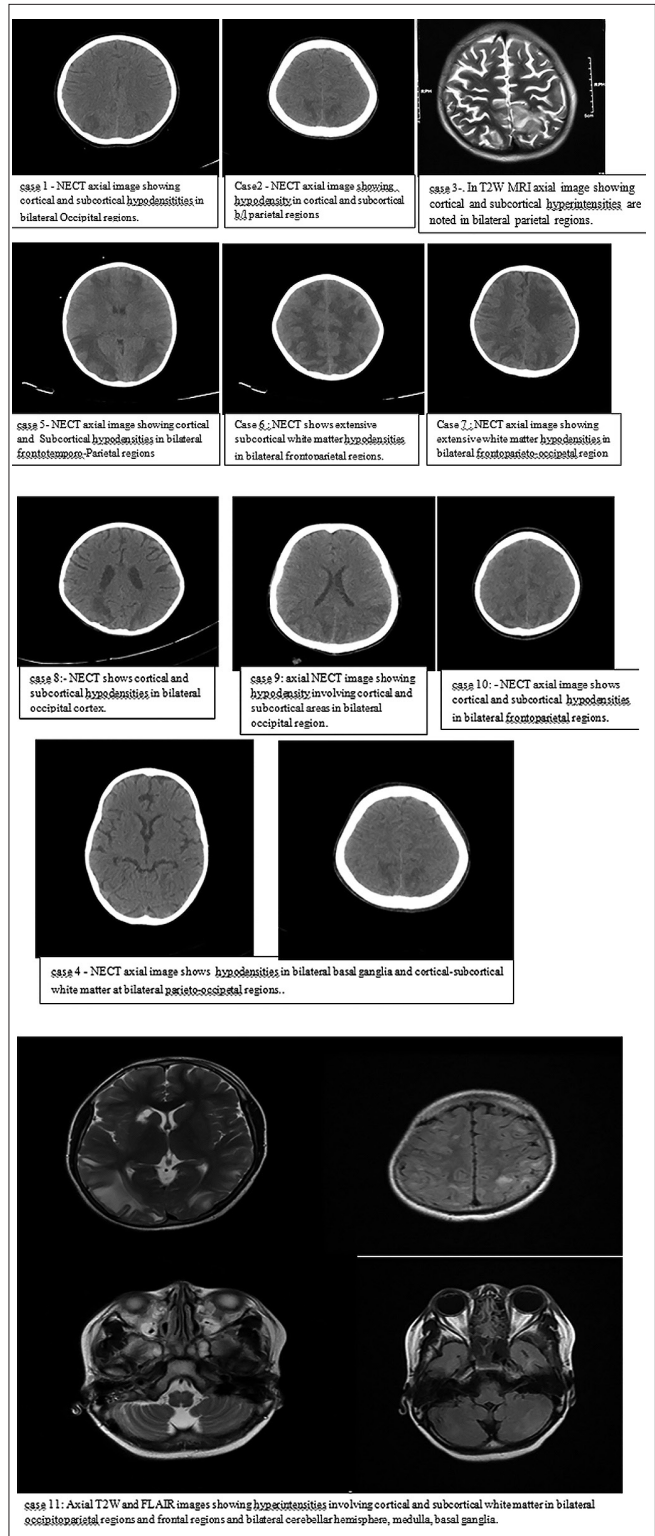 case 1 - NECT axial image showing
cortical and subcortical hypodensitities in
bilateral Occipital regions.
Case2 - NECT axial image showing
hypodensity in cortical and subcortical
b/l parietal regions
RPH
RPH
5cm
case 3-. In T2W MRI axial image showing
cortical and subcortical hyperintensities are
noted in bilateral parietal regions.
case 5- NECT axial image showing cortical
and Subcortical hypodensities in bilateral
frontotemporo-Parietal regions
Case 6 : NECT shows extensive
subcortical white matter hypodensities
in bilateral frontoparietal regions.
Case 7 : NECT axial image showing
extensive white matter hypodensities in
bilateral frontoparieto-occipetal region
case 8:- NECT shows cortical and
subcortical hypodensities in bilateral
occipital cortex.
case 9: axial NECT image showing
hypodensity involving cortical and
subcortical areas in bilateral
occipital region.
case 10: - NECT axial image shows
cortical and subcortical hypodensities
in bilateral frontoparietal regions.
case 4 - NECT axial image shows hypodensities in bilateral basal ganglia and cortical-subcortical
white matter at bilateral parieto-occipetal regions..
case 11: Axial T2W and FLAIR images showing hyperintensities involving cortical and subcortical white matter in bilateral
occipitoparietal regions and frontal regions and bilateral cerebellar hemisphere, medulla, basal ganglia.